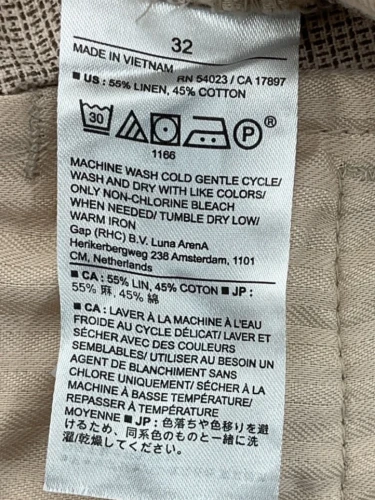 32
MADE IN VIETNAM
RN 54023 / CA 17897
■ US : 55% LINEN, 45% COTTON
30 P ®
1166
MACHINE WASH COLD GENTLE CYCLE/
WASH AND DRY WITH LIKE COLORS/
ONLY NON-CHLORINE BLEACH
WHEN NEEDED/ TUMBLE DRY LOW/
WARM IRON
Gap (RHC) B.V. Luna ArenA
Herikerbergweg 238 Amsterdam, 1101
CM, Netherlands
■ CA : 55% LIN, 45% COTON ■ JP :
55% 麻, 45% 綿
■ CA : LAVER À LA MACHINE À L'EAU
FROIDE AU CYCLE DÉLICAT/ LAVER ET
SÉCHER AVEC DES COULEURS
SEMBLABLES/ UTILISER AU BESOIN UN
AGENT DE BLANCHIMENT SANS
CHLORE UNIQUEMENT/ SÉCHER À LA
MACHINE À BASSE TEMPÉRATURE/
REPASSER À TEMPÉRATURE
MOYENNE ■ JP : 色落ちや色移りを避
けるため、同系色のものと一緒に洗
濯/乾燥してください。